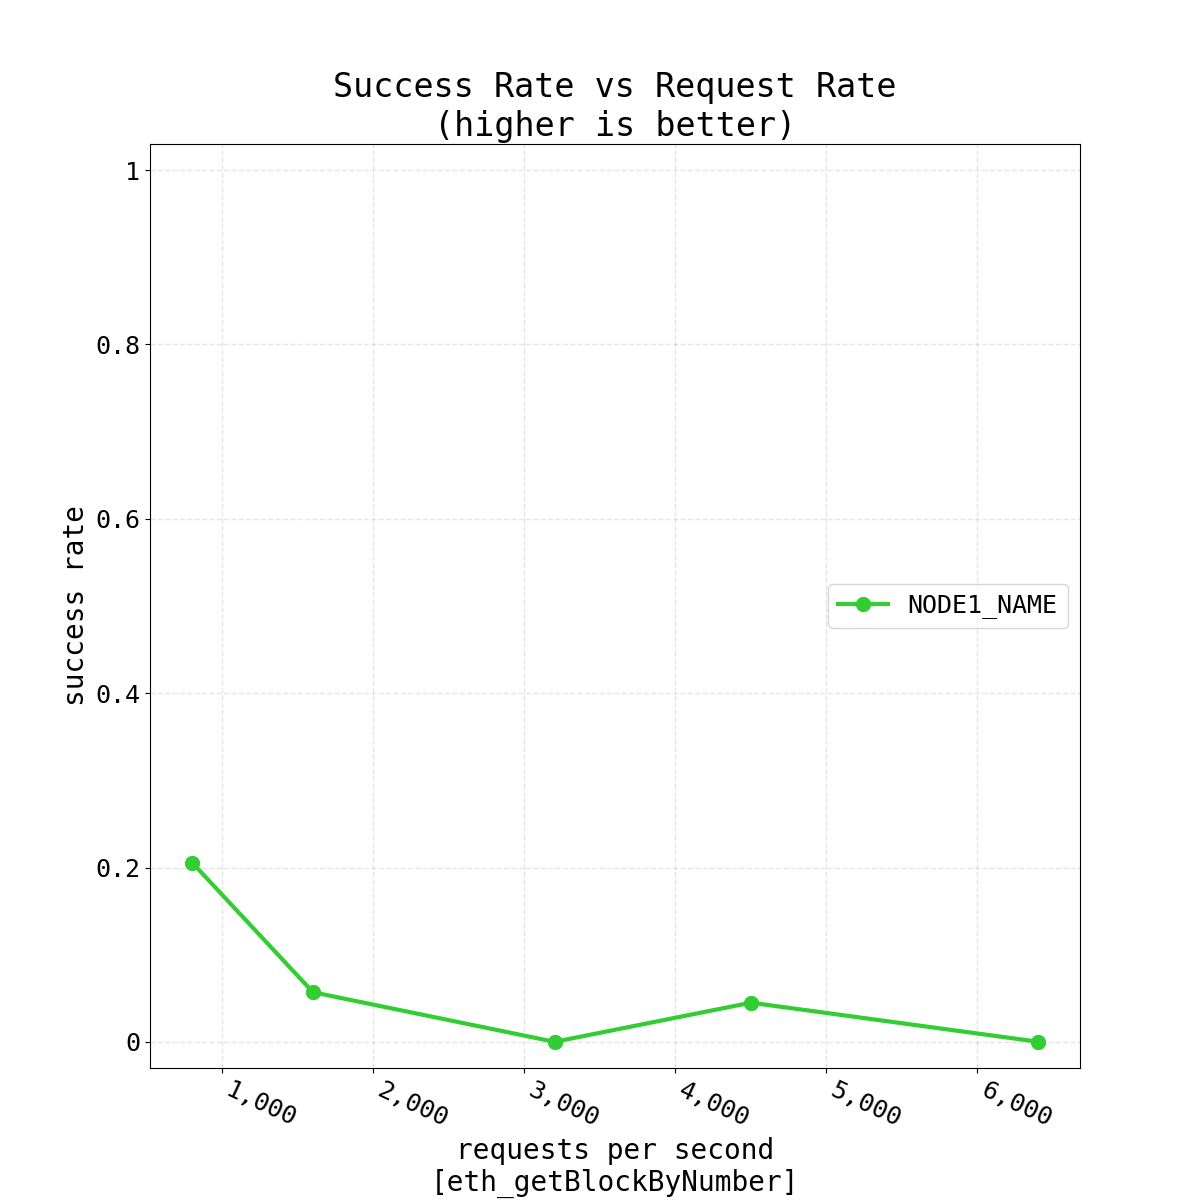 Success Rate vs Request Rate
(higher is better)
1
0.8
0.6
0.4
0.2
0
success rate
NODE1_NAME
1,000
2,000
3,000
4,000
5,000
6,000
requests per second
[eth_getBlockByNumber]